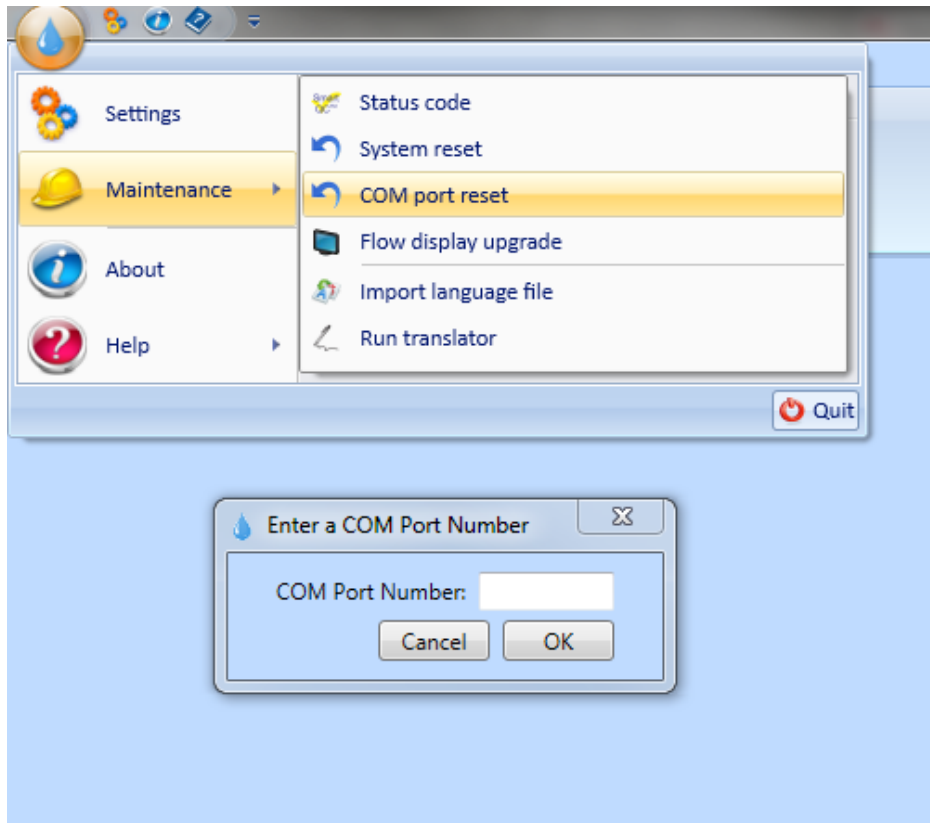 Settings
Maintenance
About
Help
Status code
System reset
COM port reset
Flow display upgrade
Import language file
Run translator
Quit
Enter a COM Port Number
COM Port Number:
Cancel OK